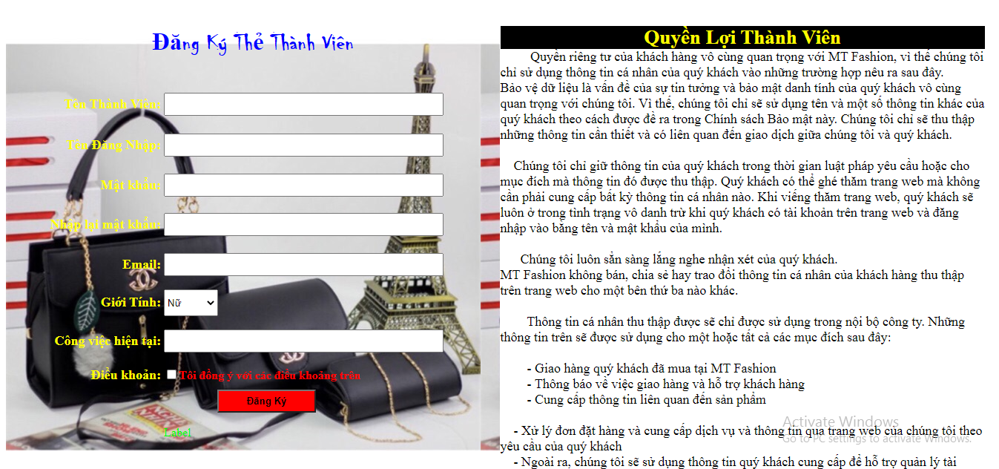 Đăng Ký Thẻ Thành Viên
Tên Thành Viên:
Tên Đăng Nhập:
Mật khẩu:
Nhập lại mật khẩu:
Email:
Giới Tính: Nữ
Công việc hiện tại:
Điều khoản: Tôi đồng ý với các điều khoảng trên
Đăng Ký
Label
Quyền Lợi Thành Viên
Quyền riêng tư của khách hàng vô cùng quan trọng với MT Fashion, vì thế chúng tôi
chỉ sử dụng thông tin cá nhân của quý khách vào những trường hợp nêu ra sau đây.
Bảo vệ dữ liệu là vấn đề của sự tin tưởng và bảo mật danh tính của quý khách vô cùng
quan trọng với chúng tôi. Vì thế, chúng tôi chỉ sẽ sử dụng tên và một số thông tin khác của
quý khách theo cách được đề ra trong Chính sách Bảo mật này. Chúng tôi chỉ sẽ thu thập
những thông tin cần thiết và có liên quan đến giao dịch giữa chúng tôi và quý khách.
Chúng tôi chỉ giữ thông tin của quý khách trong thời gian luật pháp yêu cầu hoặc cho
mục đích mà thông tin đó được thu thập. Quý khách có thể ghé thăm trang web mà không
cần phải cung cấp bất kỳ thông tin cá nhân nào. Khi viếng thăm trang web, quý khách sẽ
luôn ở trong tình trạng vô danh trừ khi quý khách có tài khoản trên trang web và đăng
nhập vào bằng tên và mật khẩu của mình.
Chúng tôi luôn sẵn sàng lắng nghe nhận xét của quý khách.
MT Fashion không bán, chia sẻ hay trao đổi thông tin cá nhân của khách hàng thu thập
trên trang web cho một bên thứ ba nào khác.
Thông tin cá nhân thu thập được sẽ chỉ được sử dụng trong nội bộ công ty. Những
thông tin trên sẽ được sử dụng cho một hoặc tất cả các mục đích sau đây:
- Giao hàng quý khách đã mua tại MT Fashion
- Thông báo về việc giao hàng và hỗ trợ khách hàng
- Cung cấp thông tin liên quan đến sản phẩm
- Xử lý đơn đặt hàng và cung cấp dịch vụ và thông tin qua trang web của chúng tôi theo
yêu cầu của quý khách
- Ngoài ra, chúng tôi sẽ sử dụng thông tin quý khách cung cấp để hỗ trợ quản lý tài
Activate Windows
Go to PC settings to activate Windows.